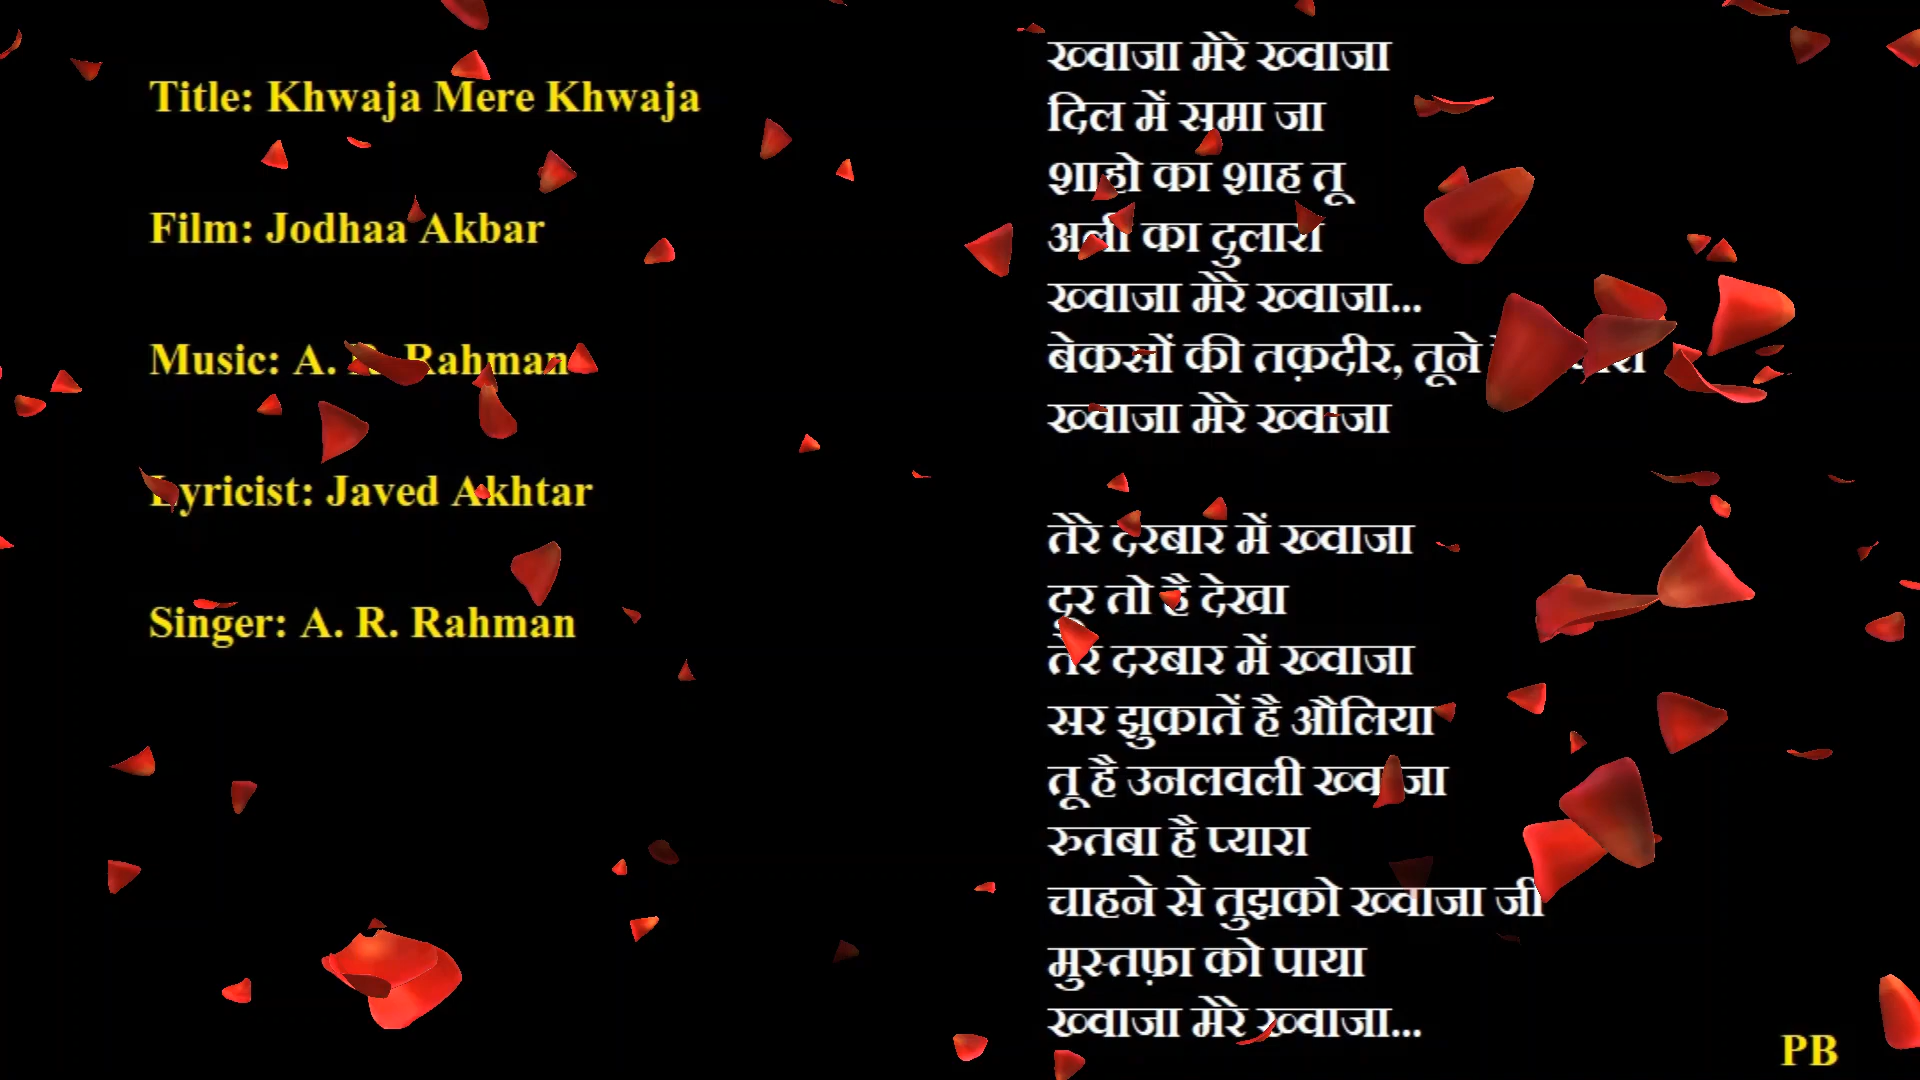 Title: Khwaja Mere Khwaja
Film: Jodhaa Akbar
Music: A. R. Rahman
Lyricist: Javed Akhtar
Singer: A. R. Rahman
ख्वाजा मेरे ख्वाजा
दिल में समा जा
शाहो का शाह तू
अली का दुलारा
ख्वाजा मेरे ख्वाजा...
बेकसों की तक़दीर, तूने
ख्वाजा मेरे ख्वाजा
तेरे दरबार में ख्वाजा
दूर तो है देखा
तेरे दरबार में ख्वाजा
सर झुकातें है औलिया
तू है उनलवली ख्वाजा
रुतबा है प्यारा
चाहने से तुझको ख्वाजा जी
मुस्तफ़ा को पाया
ख्वाजा मेरे ख्वाजा...
PB